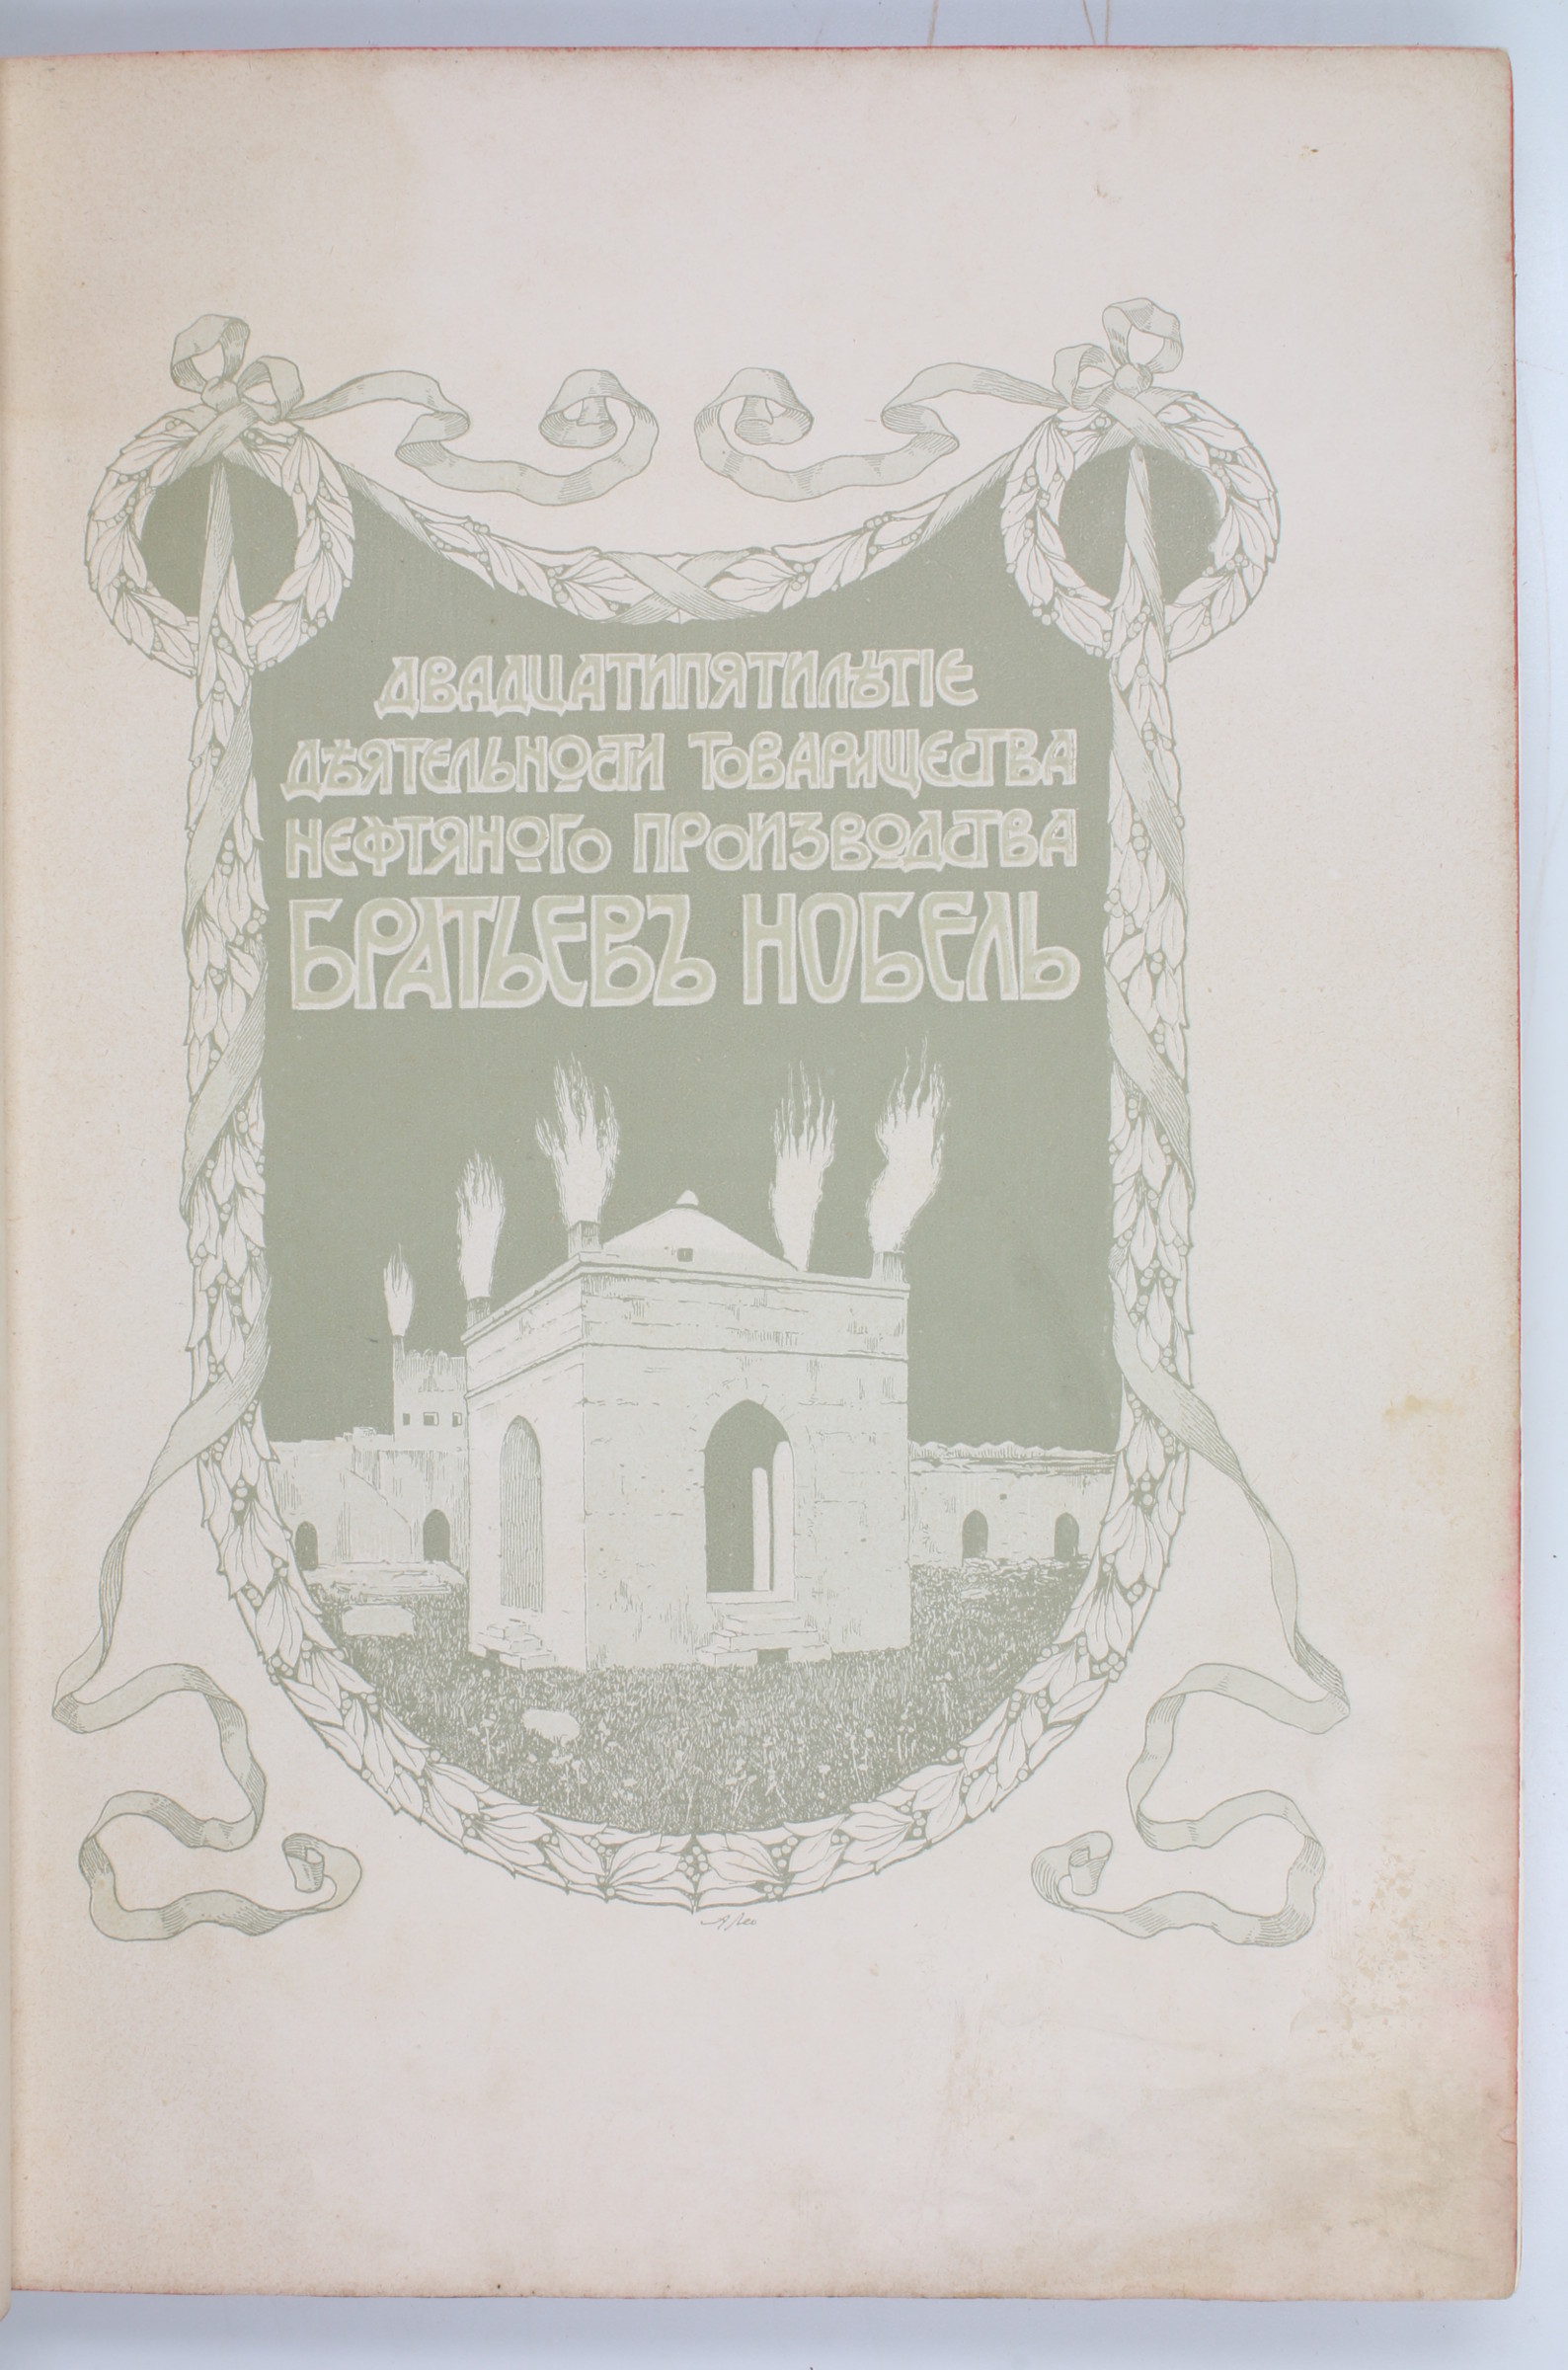 ДВАДЦАТИПЯТИЛѢТІЕ
ДѢЯТЕЛЬНОСТИ ТОВАРИЩЕСТВА
НЕФТЯНОГО ПРОИЗВОДСТВА
БРАТЬЕВЪ НОБЕЛЬ